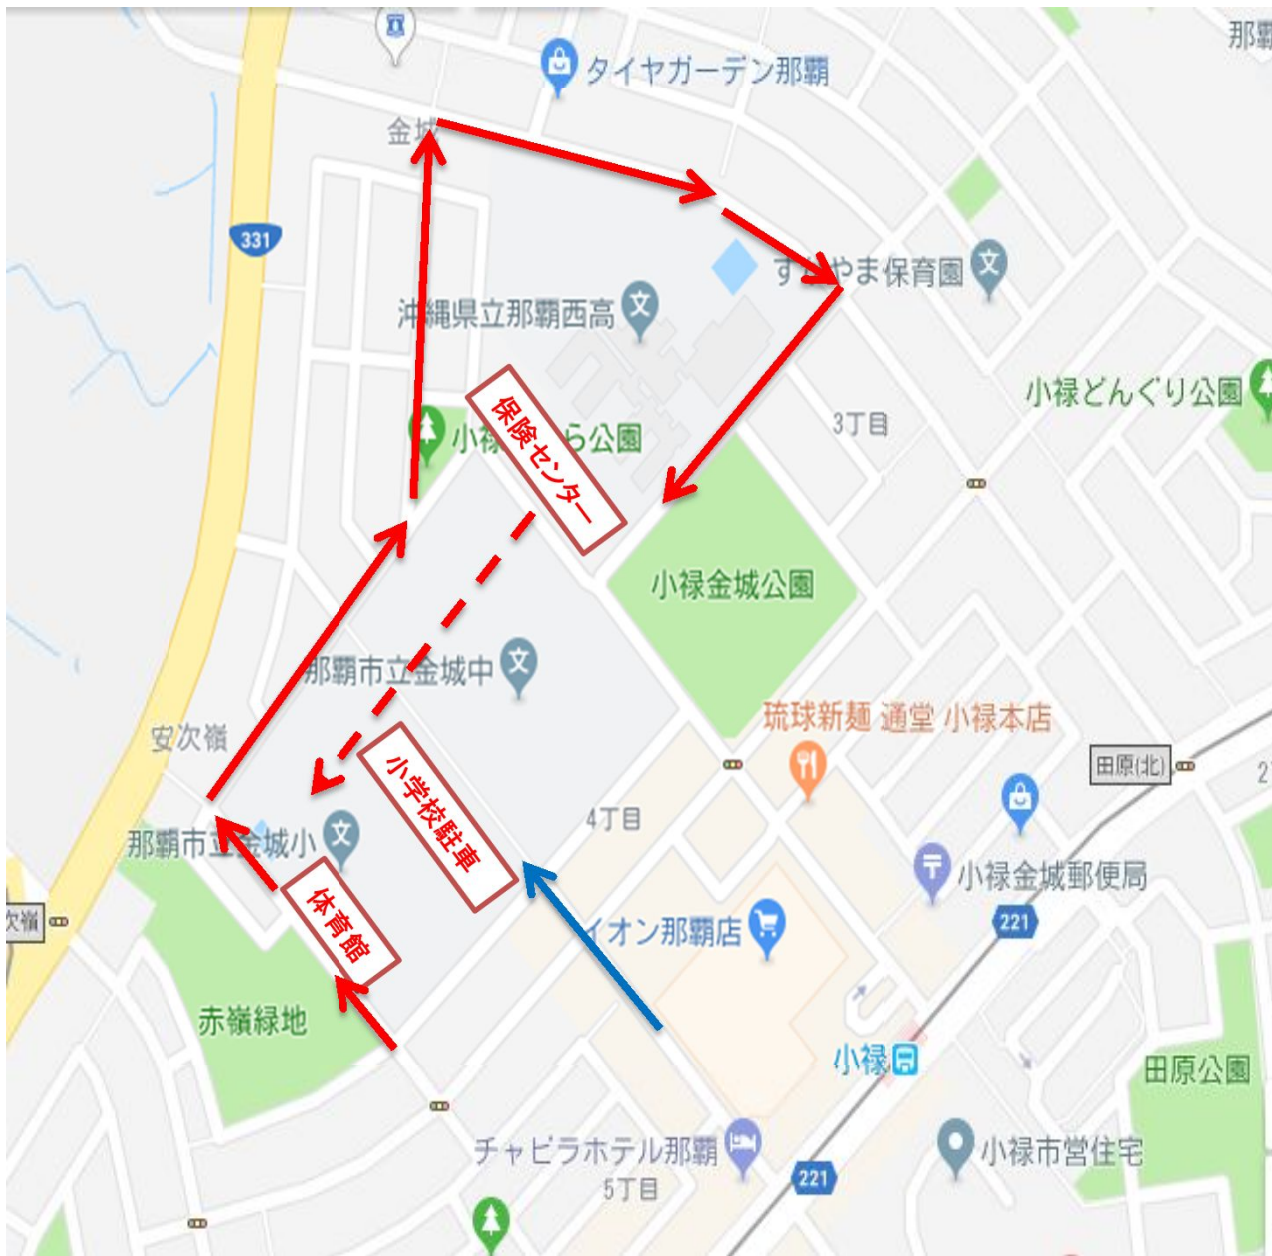 那覇
タイヤガーデン那覇
金城
331
や保育園
沖縄県立那覇西高
小禄どんぐり公園
3丁目
保険センター
小禄
ら公園
小禄金城公園
那覇市立金城中
琉球新麺 通堂 小禄本店
安次嶺
田原(北)
2
小学校駐車
4丁目
那覇市立金城小
小禄金城郵便局
体育館
次嶺
221
イオン那覇店
赤嶺緑地
小禄
田原公園
チャビラホテル那覇
小禄市営住宅
221
5丁目